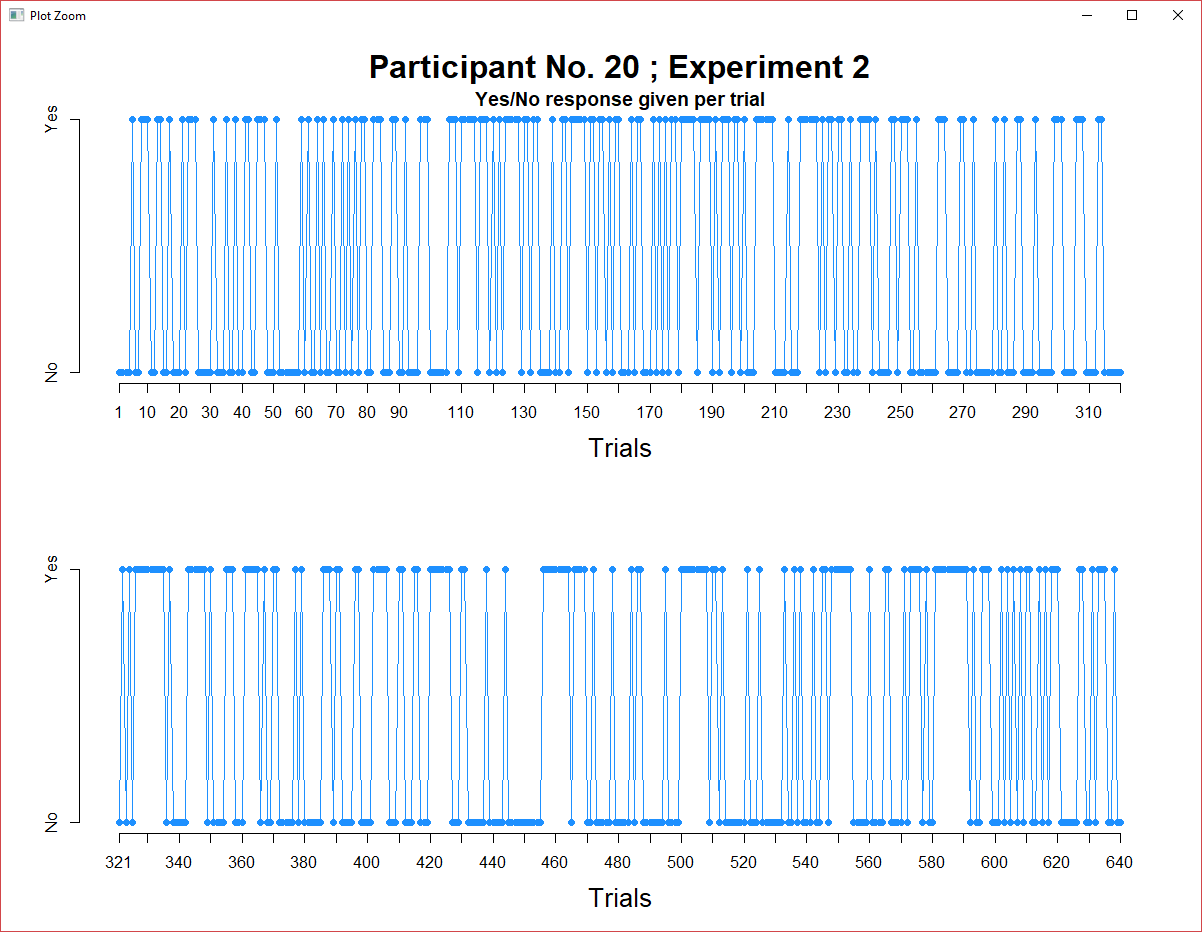 Plot Zoom
Participant No. 20 ; Experiment 2
Yes/No response given per trial
Yes
No
1 10 20 30 40 50 60 70 80 90 110 130 150 170 190 210 230 250 270 290 310
Trials
Yes
No
321 340 360 380 400 420 440 460 480 500 520 540 560 580 600 620 640
Trials